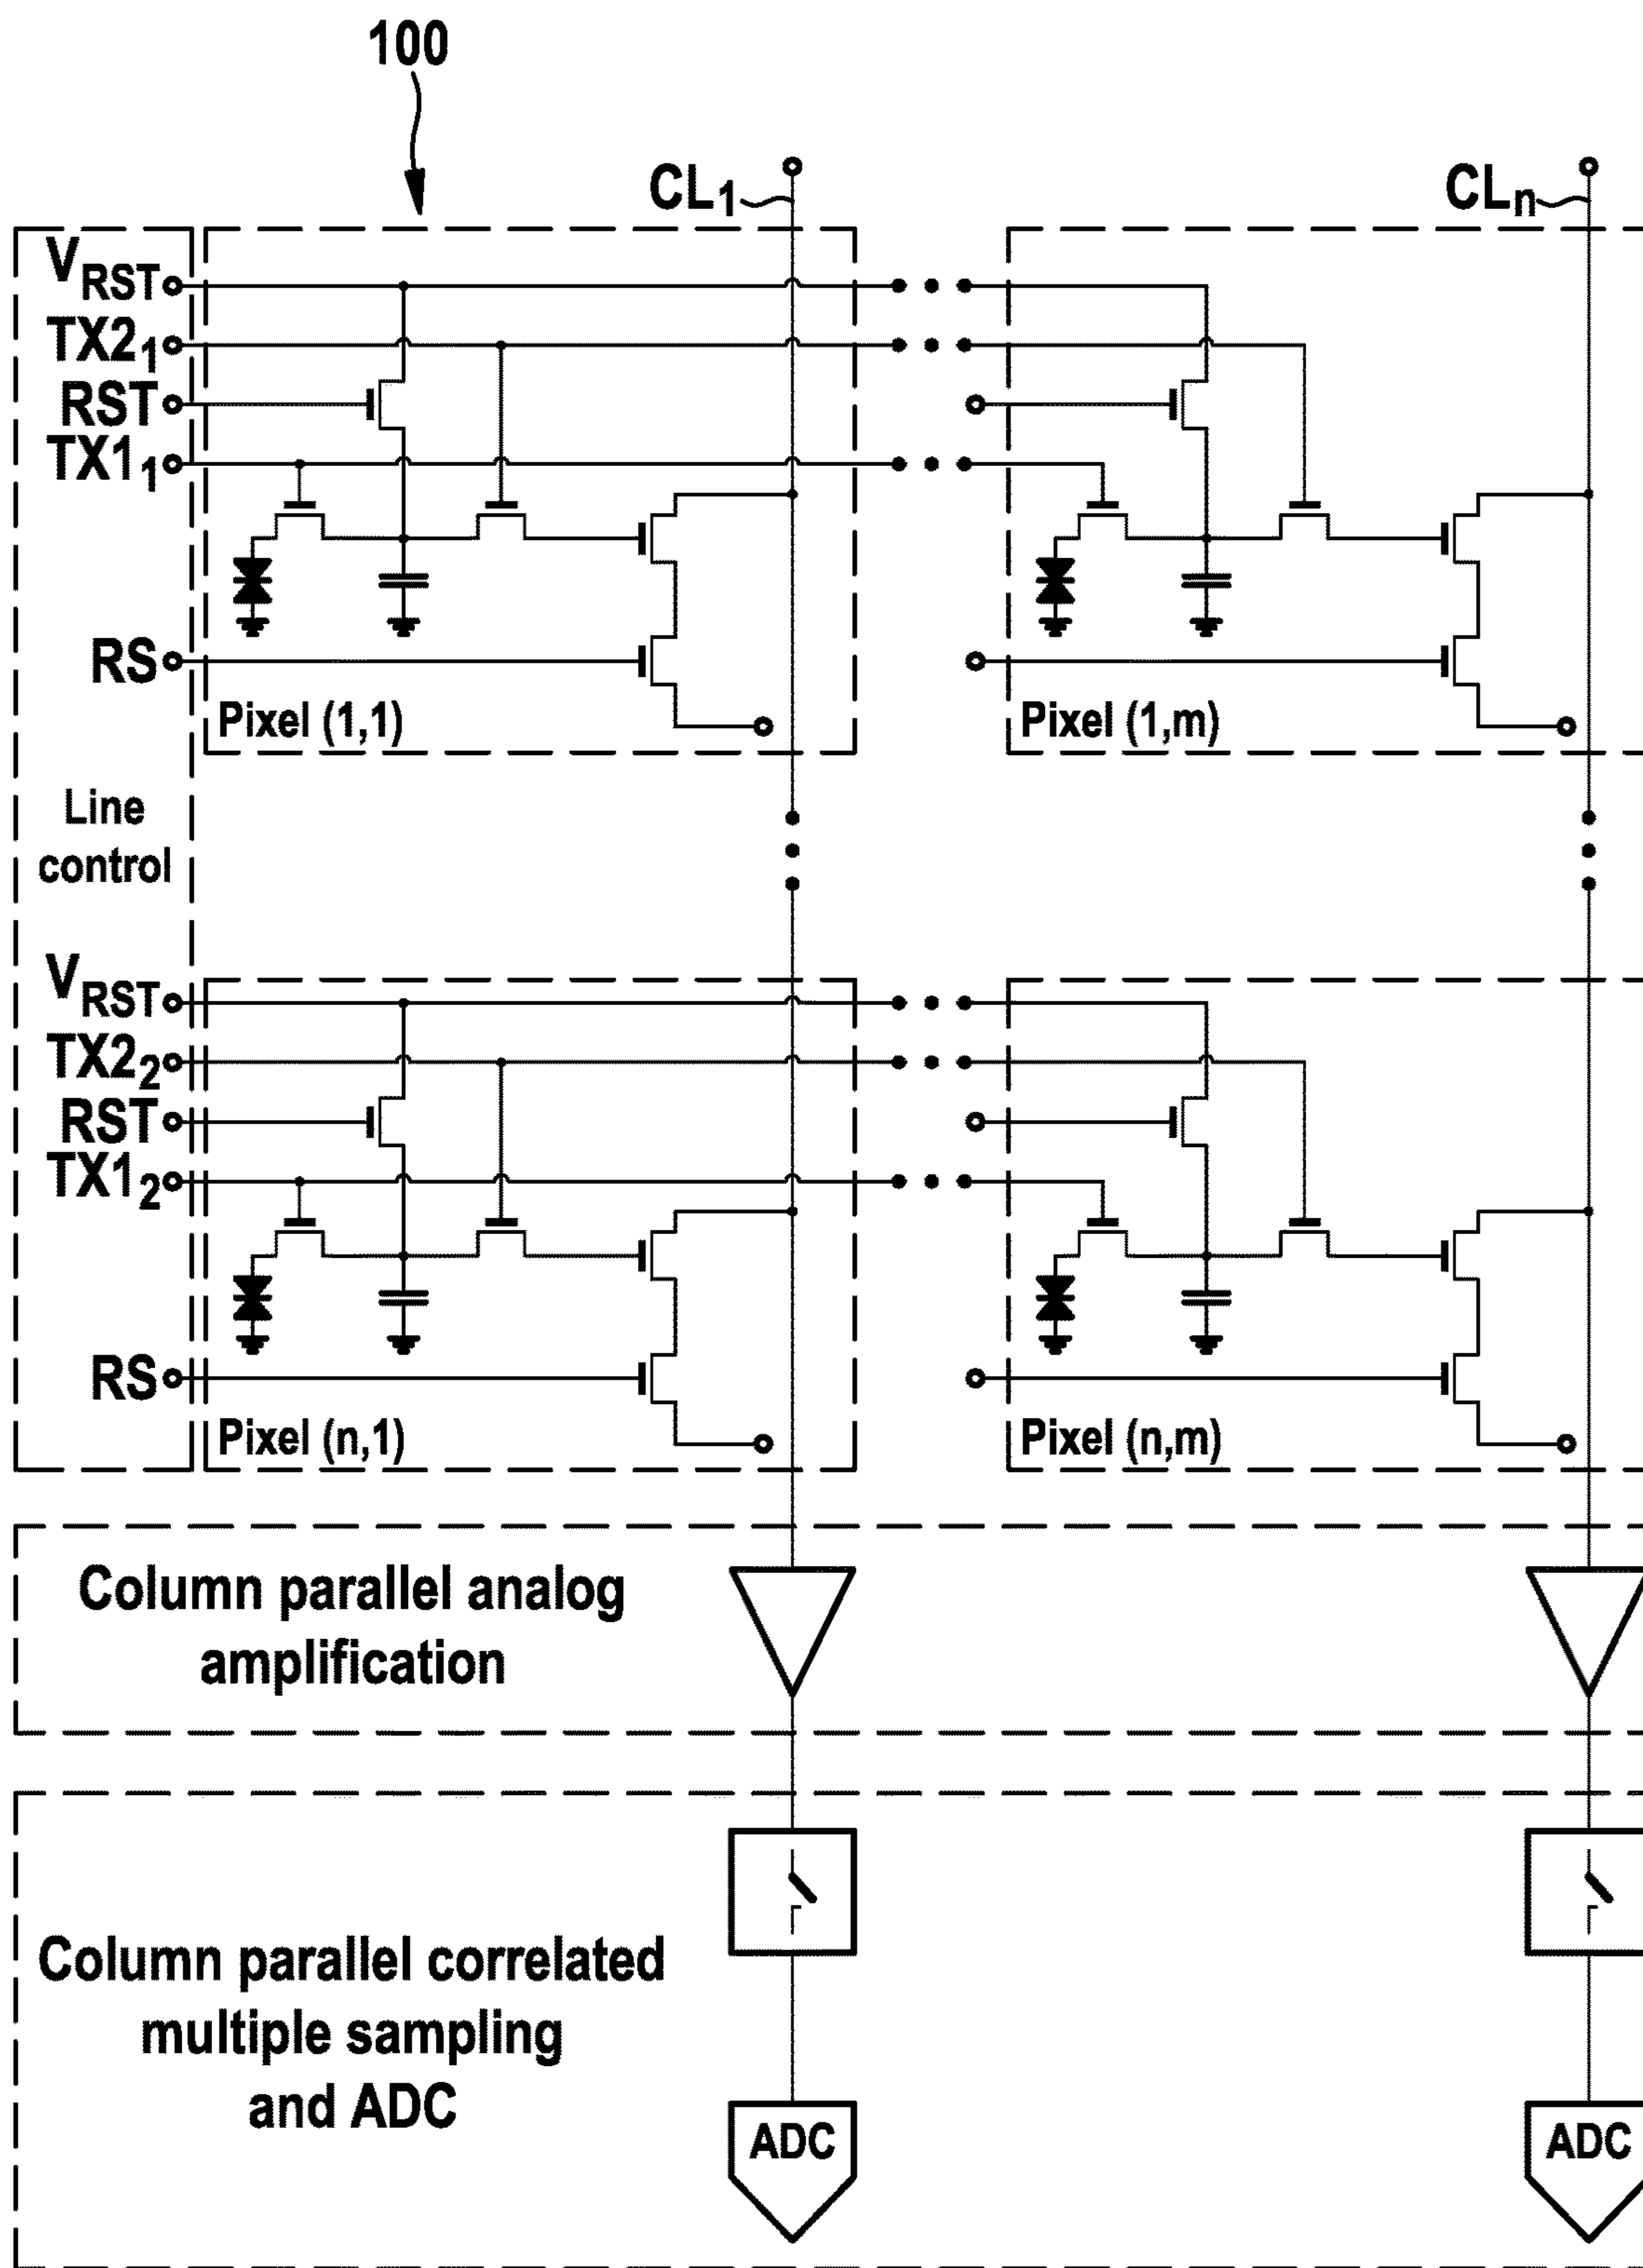 100
CL1
CLn
VRST
TX21
RST
TX11
RS
Pixel (1,1)
Pixel (1,m)
Line
control
VRST
TX22
RST
TX12
RS
Pixel (n,1)
Pixel (n,m)
Column parallel analog
amplification
Column parallel correlated
multiple sampling
and ADC
ADC
ADC